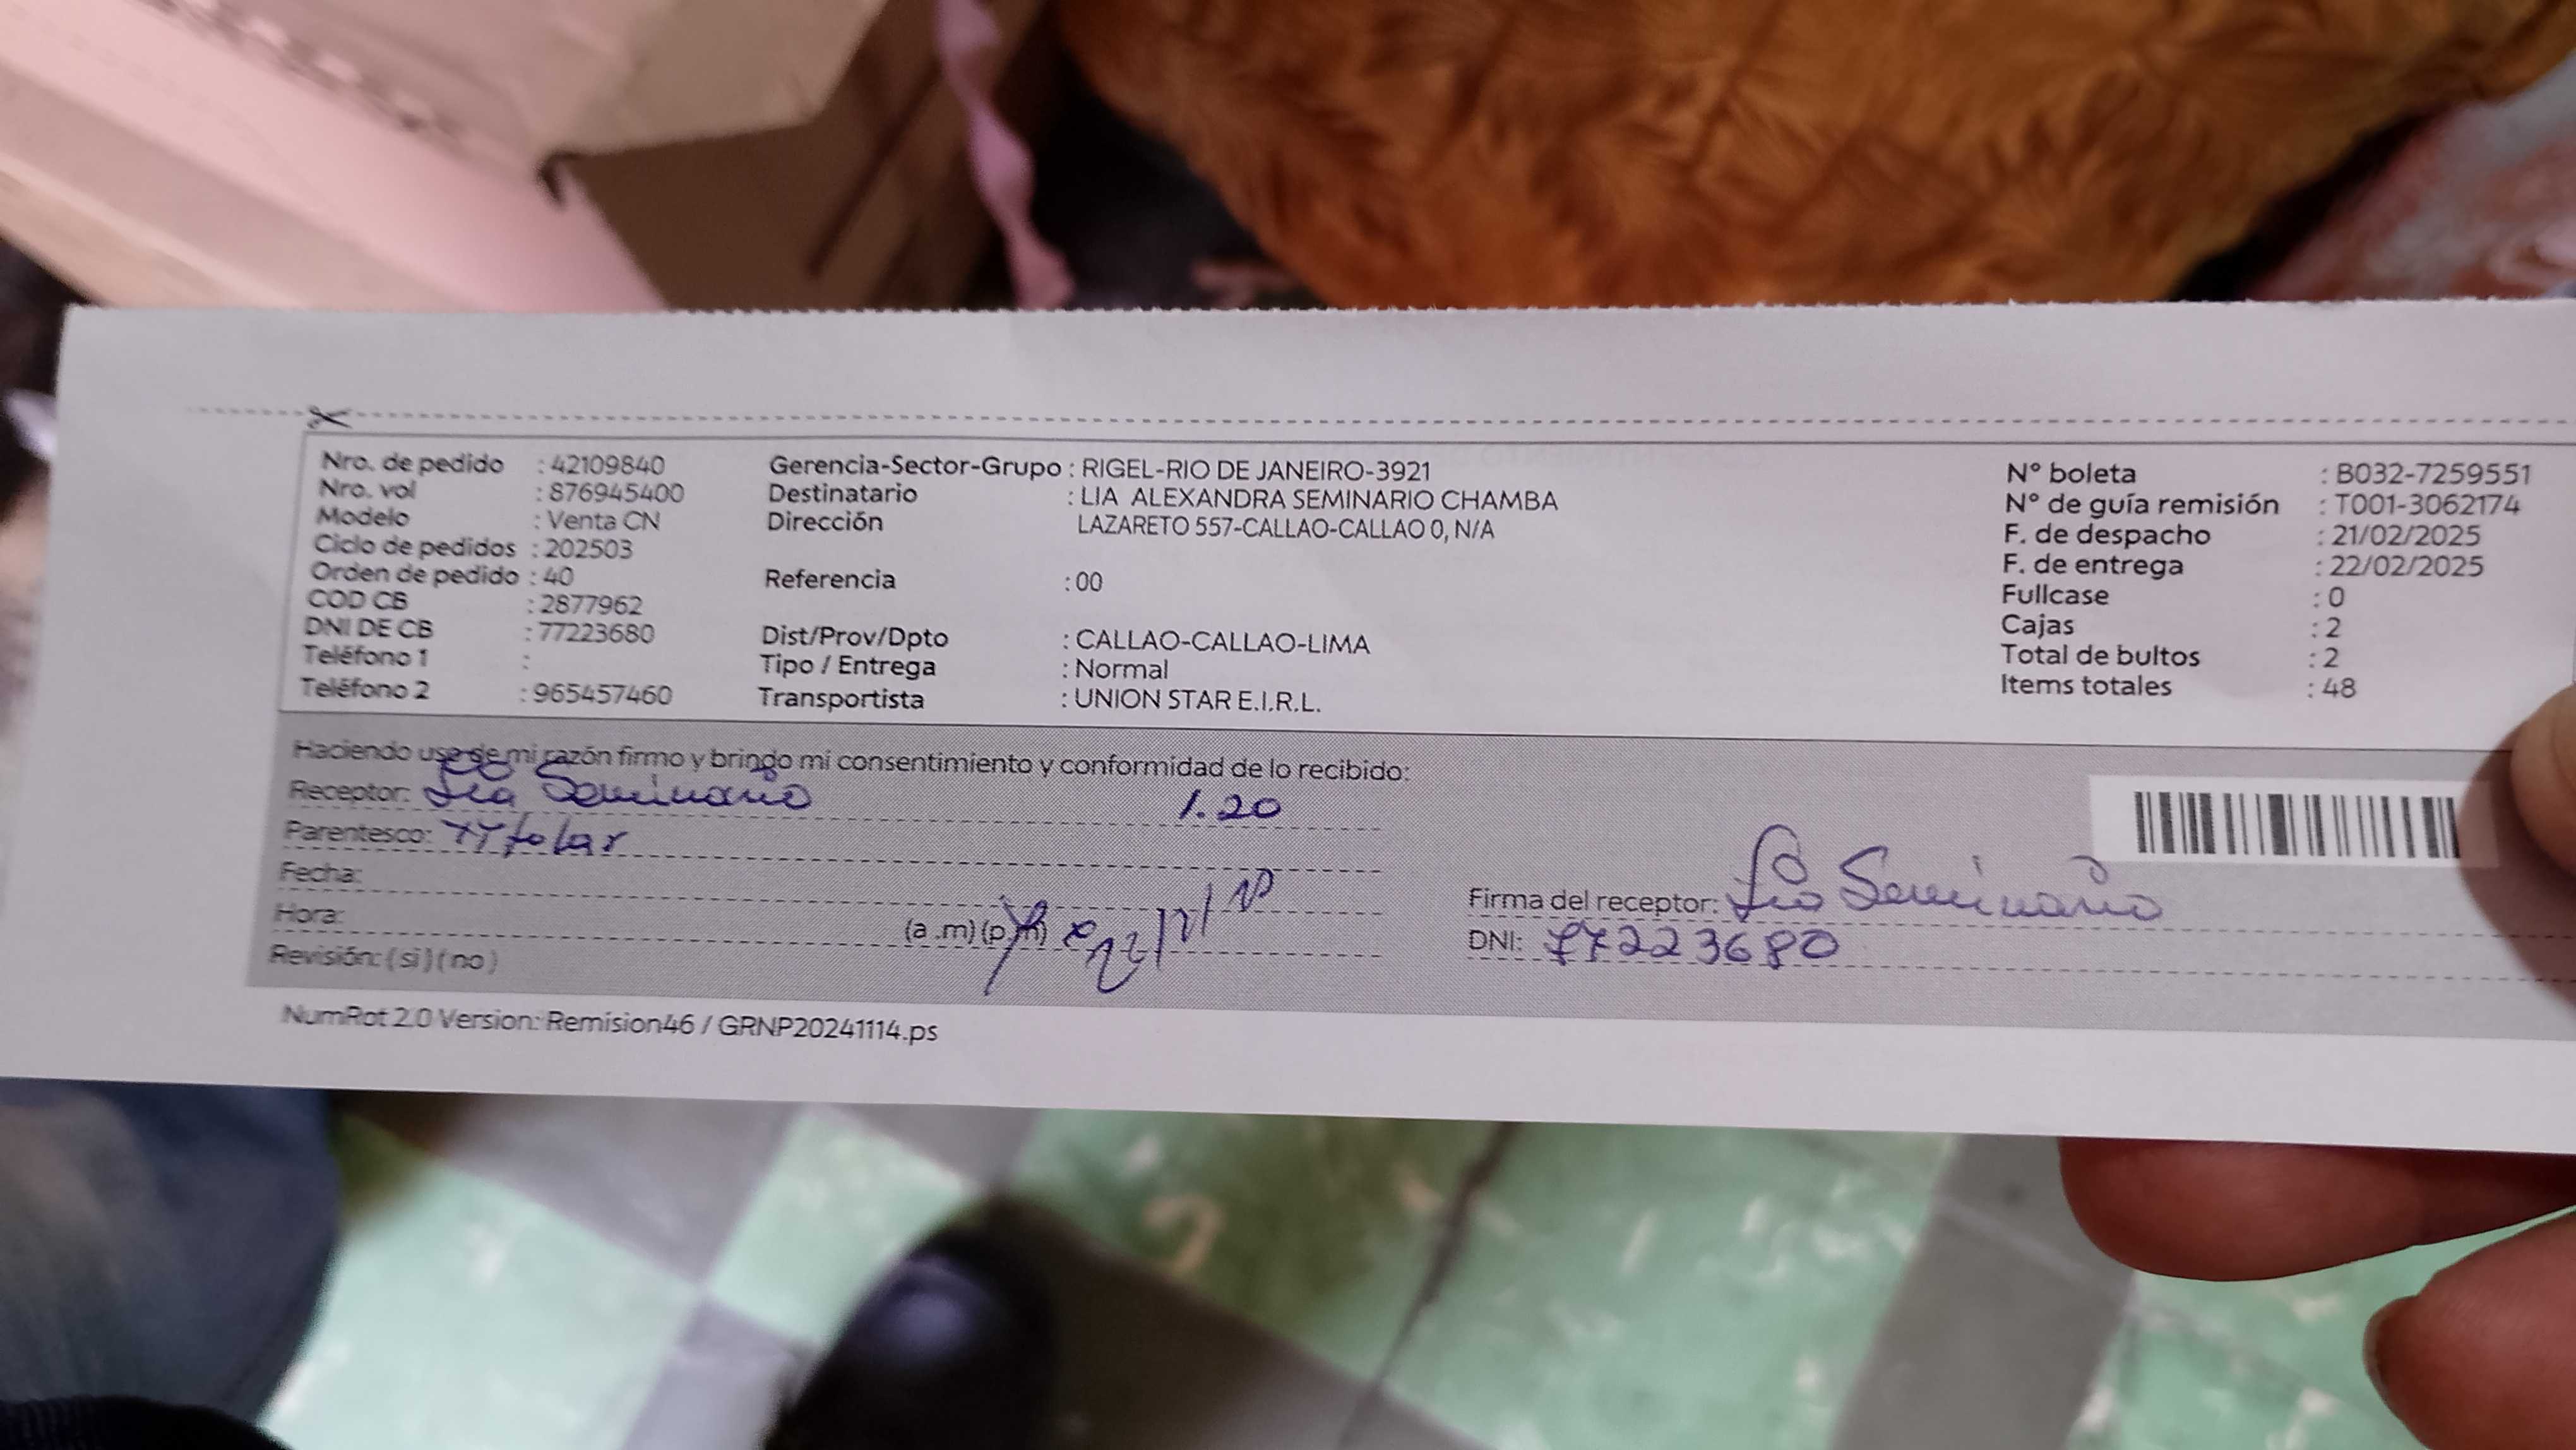 Nro. de pedido : 42109840
Nro. vol : 876945400
Modelo : Venta CN
Ciclo de pedidos : 202503
Orden de pedido : 40
COD CB : 2877962
DNI DE CB : 77223680
Teléfono 1 :
Teléfono 2 : 965457460
Gerencia-Sector-Grupo : RIGEL-RIO DE JANEIRO-3921
Destinatario : LIA ALEXANDRA SEMINARIO CHAMBA
Dirección LAZARETO 557-CALLAO-CALLAO 0, N/A
Referencia : 00
Dist/Prov/Dpto : CALLAO-CALLAO-LIMA
Tipo / Entrega : Normal
Transportista : UNION STAR E.I.R.L.
N° boleta : B032-7259551
N° de guía remisión : T001-3062174
F. de despacho : 21/02/2025
F. de entrega : 22/02/2025
Fullcase : 0
Cajas : 2
Total de bultos : 2
Items totales : 48
Haciendo uso de mi razón firmo y brindo mi consentimiento y conformidad de lo recibido:
Receptor: Lia Seminario 1.20
Parentesco: TYtolar
Fecha:
Hora: (a .m) (p.m)
Revisión: ( si ) ( no )
Firma del receptor: Lia Seminario
DNI: 77223680
NumRot 2.0 Version: Remision46 / GRNP20241114.ps